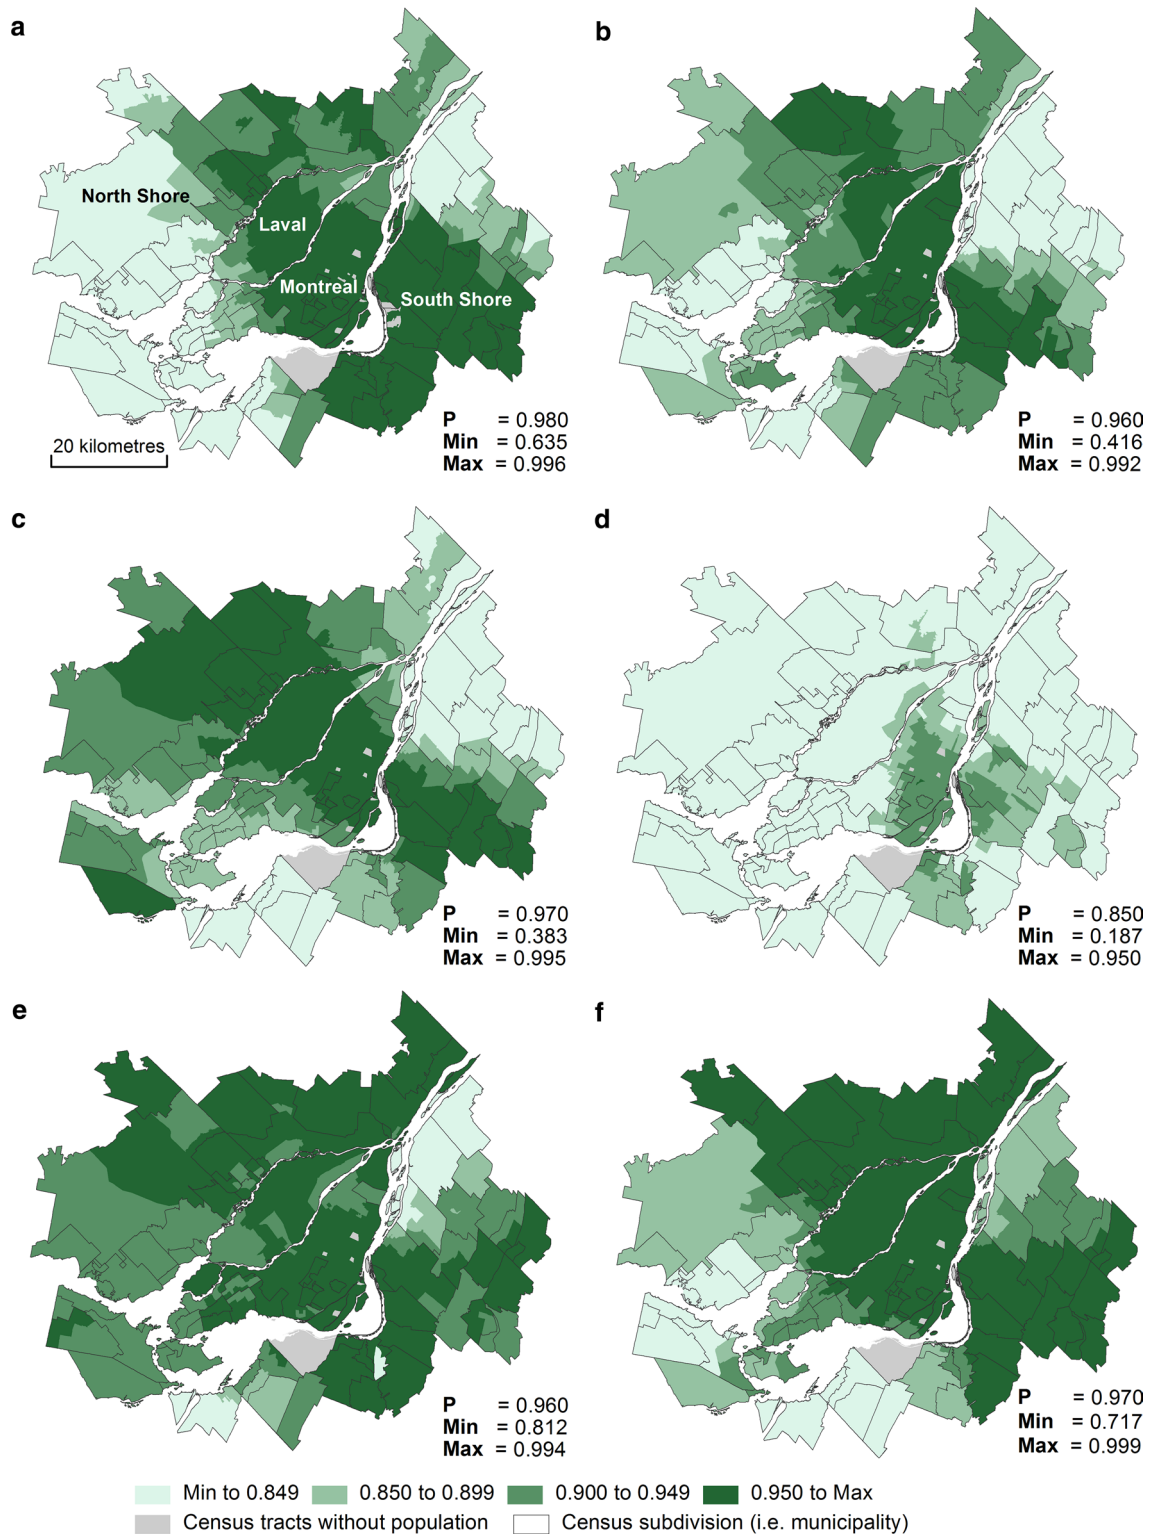 a
b
North Shore
Laval
Montreal
South Shore
20 kilometres
P = 0.980
Min = 0.635
Max = 0.996
P = 0.960
Min = 0.416
Max = 0.992
c
d
P = 0.970
Min = 0.383
Max = 0.995
P = 0.850
Min = 0.187
Max = 0.950
e
f
P = 0.960
Min = 0.812
Max = 0.994
P = 0.970
Min = 0.717
Max = 0.999
Min to 0.849 0.850 to 0.899 0.900 to 0.949 0.950 to Max
Census tracts without population Census subdivision (i.e. municipality)